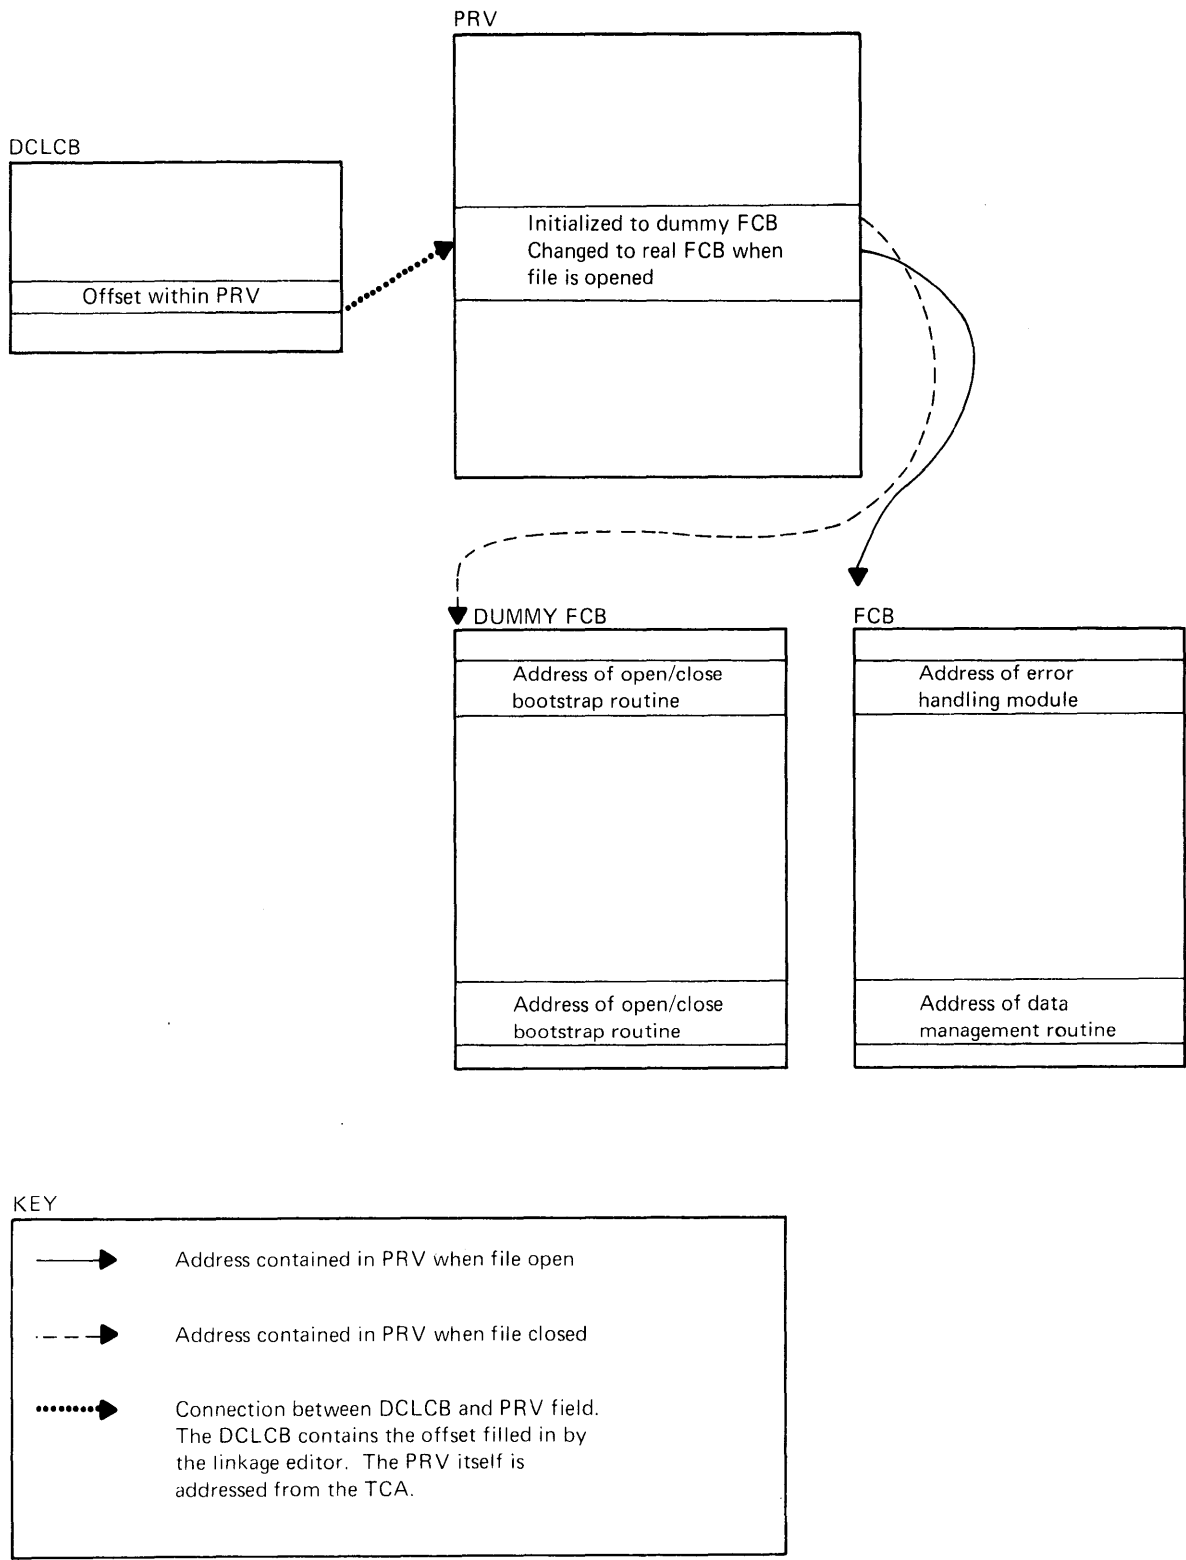 PRV
DCLCB
Initialized to dummy FCB
Changed to real FCB when
file is opened
Offset within PRV
DUMMY FCB
Address of open/close
bootstrap routine
Address of open/close
bootstrap routine
FCB
Address of error
handling module
Address of data
management routine
KEY
Address contained in PRV when file open
Address contained in PRV when file closed
Connection between DCLCB and PRV field.
The DCLCB contains the offset filled in by
the linkage editor. The PRV itself is
addressed from the TCA.